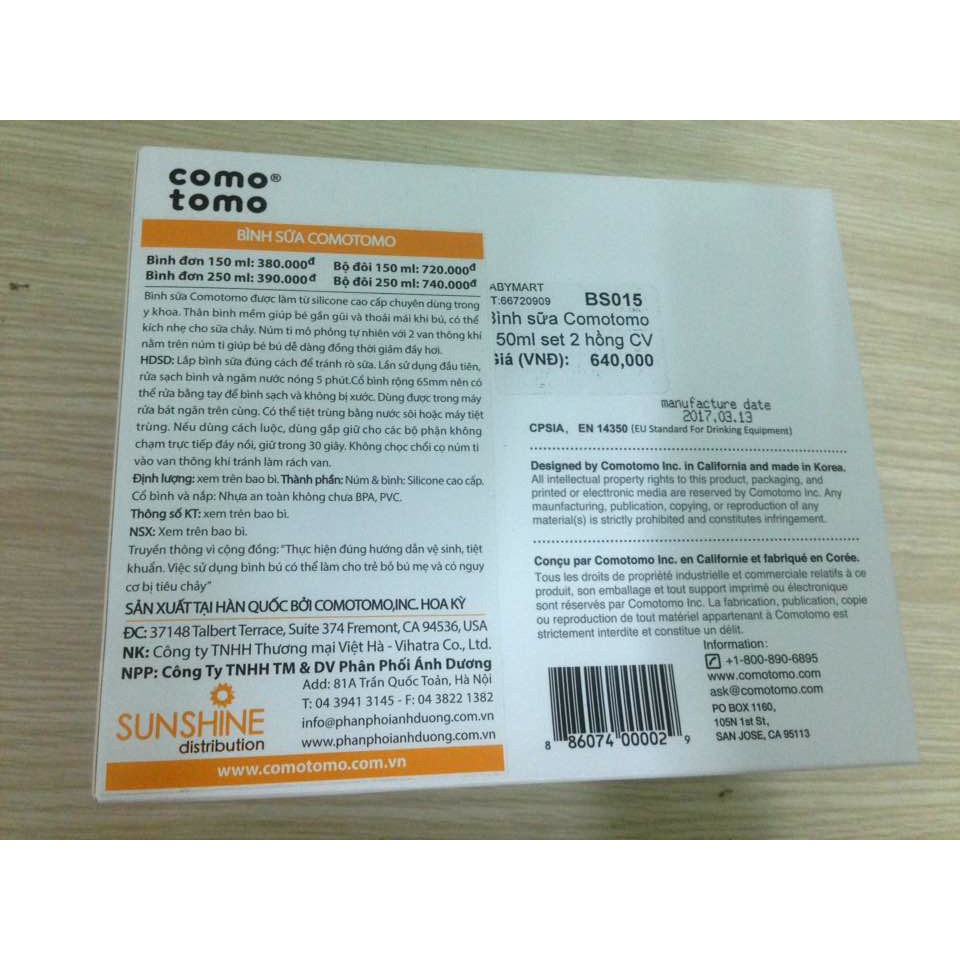 como®
tomo
BÌNH SỮA COMOTOMO
Bình đơn 150 ml: 380.000đ Bộ đôi 150 ml: 720.000đ
Bình đơn 250 ml: 390.000đ Bộ đôi 250 ml: 740.000đ
Bình sữa Comotomo được làm từ silicone cao cấp chuyên dùng trong
y khoa. Thân bình mềm giúp bé gần gũi và thoải mái khi bú, có thể
kích nhẹ cho sữa chảy. Núm ti mô phỏng tự nhiên với 2 van thông khí
nằm trên núm ti giúp bé bú dễ dàng đồng thời giảm đầy hơi.
HDSD: Lắp bình sữa đúng cách để tránh rò sữa. Lần sử dụng đầu tiên,
rửa sạch bình và ngâm nước nóng 5 phút.Cổ bình rộng 65mm nên có
thể rửa bằng tay để bình sạch và không bị xước. Dùng được trong máy
rửa bát ngăn trên cùng. Có thể tiệt trùng bằng nước sôi hoặc máy tiệt
trùng. Nếu dùng cách luộc, dùng gắp giữ cho các bộ phận không
chạm trực tiếp đáy nồi, giữ trong 30 giây. Không chọc chổi cọ núm ti
vào van thông khí tránh làm rách van.
Định lượng: xem trên bao bì. Thành phần: Núm & bình: Silicone cao cấp.
Cổ bình và nắp: Nhựa an toàn không chưa BPA, PVC.
Thông số KT: xem trên bao bì.
NSX: Xem trên bao bì.
Truyền thông vì cộng đồng: "Thực hiện đúng hướng dẫn vệ sinh, tiệt
khuẩn. Việc sử dụng bình bú có thể làm cho trẻ bỏ bú mẹ và có nguy
cơ bị tiêu chảy"
SẢN XUẤT TẠI HÀN QUỐC BỞI COMOTOMO,INC. HOA KỲ
ĐC: 37148 Talbert Terrace, Suite 374 Fremont, CA 94536, USA
NK: Công ty TNHH Thương mại Việt Hà - Vihatra Co., Ltd.
NPP: Công Ty TNHH TM & DV Phân Phối Ánh Dương
Add: 81A Trần Quốc Toản, Hà Nội
T: 04 3941 3145 - F: 04 3822 1382
info@phanphoianhduong.com.vn
www.phanphoianhduong.com.vn
SUNSHINE
distribution
www.comotomo.com.vn
ABYMART
T:66720909 BS015
Bình sữa Comotomo
50ml set 2 hồng CV
Giá (VNĐ): 640,000
manufacture date
2017.03.13
CPSIA, EN 14350 (EU Standard For Drinking Equipment)
Designed by Comotomo Inc. in California and made in Korea.
All intellectual property rights to this product, packaging, and
printed or electtronic media are reserved by Comotomo Inc. Any
maunfacturing, publication, copying, or reproduction of any
material(s) is strictly prohibited and constitutes infringement.
Conçu par Comotomo Inc. en Californie et fabriqué en Corée.
Tous les droits de propriété industrielle et commerciale relatifs à ce
produit, son emballage et tout support imprimé ou électronique
sont réservés par Comotomo Inc. La fabrication, publication, copie
ou reproduction de tout matériel appartenant à Comotomo est
strictement interdite et constitue un délit.
Information:
+1-800-890-6895
www.comotomo.com
ask@comotomo.com
PO BOX 1160,
105N 1st St,
SAN JOSE, CA 95113
8 86074 00002 9